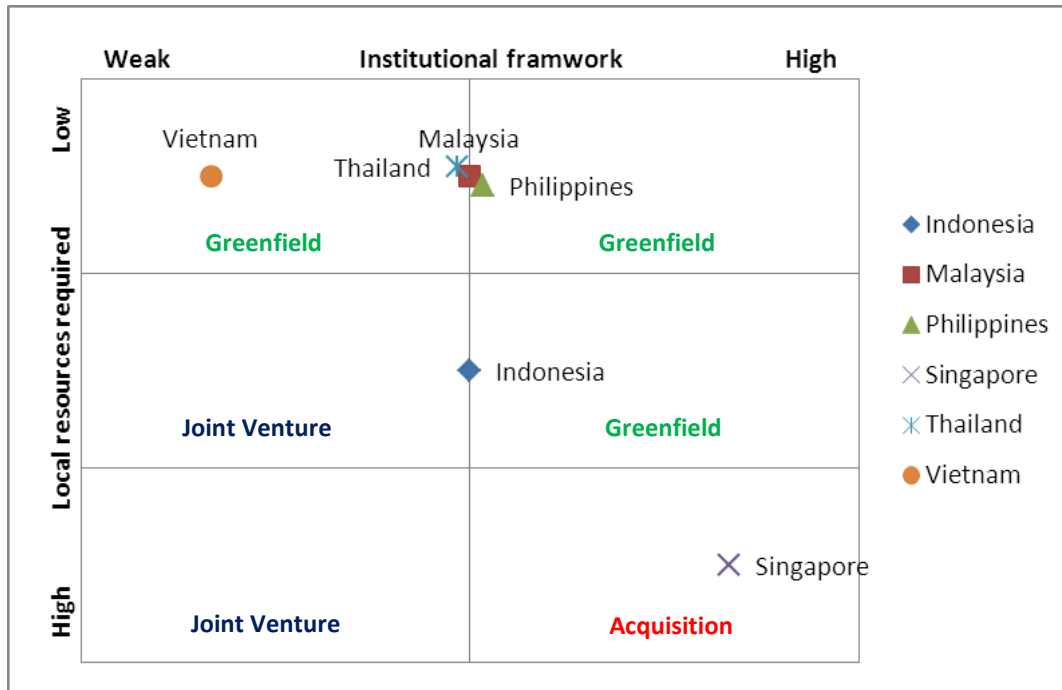 Weak Institutional framwork High
Low
Local resources required
High
Vietnam
Malaysia
Thailand
Philippines
Greenfield
Greenfield
Indonesia
Joint Venture
Greenfield
Singapore
Joint Venture
Acquisition
Indonesia
Malaysia
Philippines
Singapore
Thailand
Vietnam